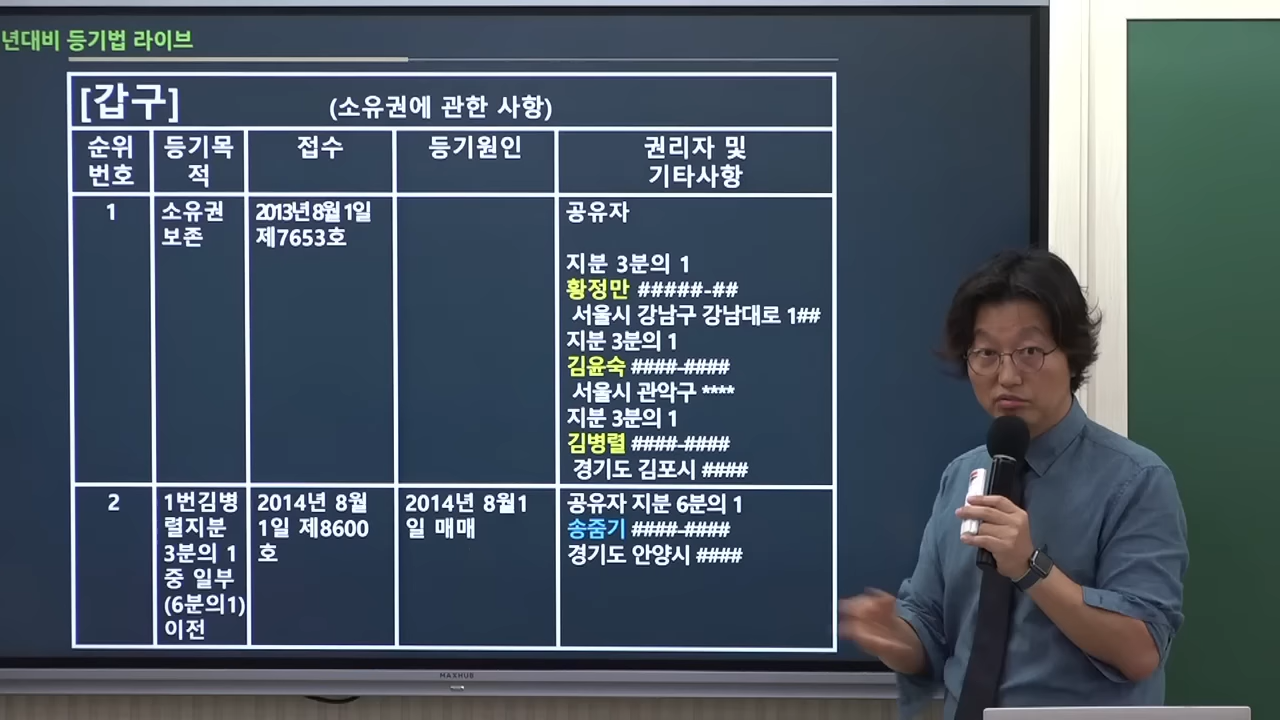 년대비 등기법 라이브
[갑구] (소유권에 관한 사항)
순위
번호
등기목
적
접수
등기원인
권리자 및
기타사항
1
소유권
보존
2013년 8월 1일
제7653호
공유자
지분 3분의 1
황정만 #####-##
서울시 강남구 강남대로 1##
지분 3분의 1
김윤숙 ####-####
서울시 관악구 ****
지분 3분의 1
김병렬 ####-####
경기도 김포시 ####
2
1번김병
렬지분
3분의 1
중 일부
(6분의1)
이전
2014년 8월
1일 제8600
호
2014년 8월1
일 매매
공유자 지분 6분의 1
송줌기 ####-####
경기도 안양시 ####
MAXHUB